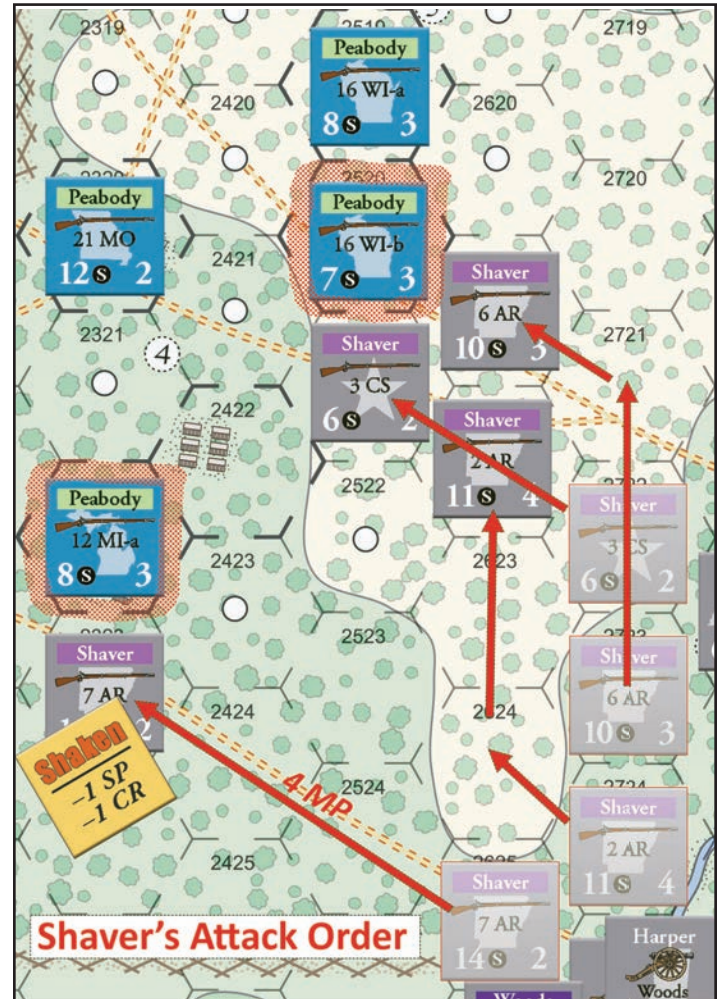 2319
2519
2719
Peabody
16 WI-a
8 S 3
2420
2620
2520
2720
Peabody
21 MO
12 S 2
Peabody
16 WI-b
7 S 3
2421
Shaver
6 AR
10 S 3
2321
4
2721
Shaver
3 CS
6 S 2
2422
Shaver
2 AR
11 S 4
2522
Peabody
12 MI-a
8 S 3
Shaver
3 CS
6 S 2
2423
2623
2523
2723
Shaver
7 AR
2
Shaken
–1 SP
–1 CR
Shaver
6 AR
10 S 3
2424
2624
4 MP
2524
2724
Shaver
2 AR
11 S 4
2425
2625
Shaver
7 AR
14 S 2
Shaver's Attack Order
Harper
Woods